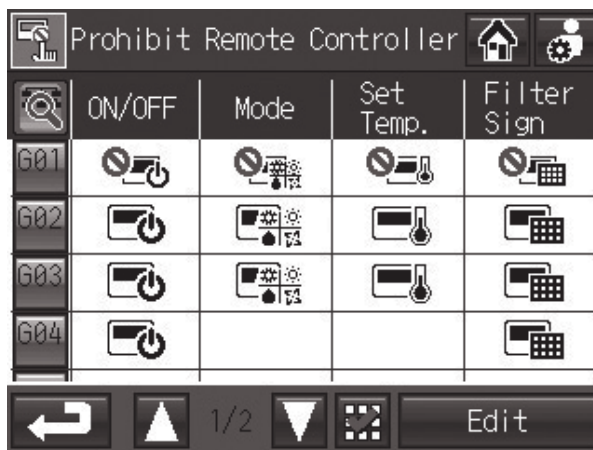 Prohibit Remote Controller
ON/OFF Mode Set Temp. Filter Sign
G01
G02
G03
G04
1/2 Edit